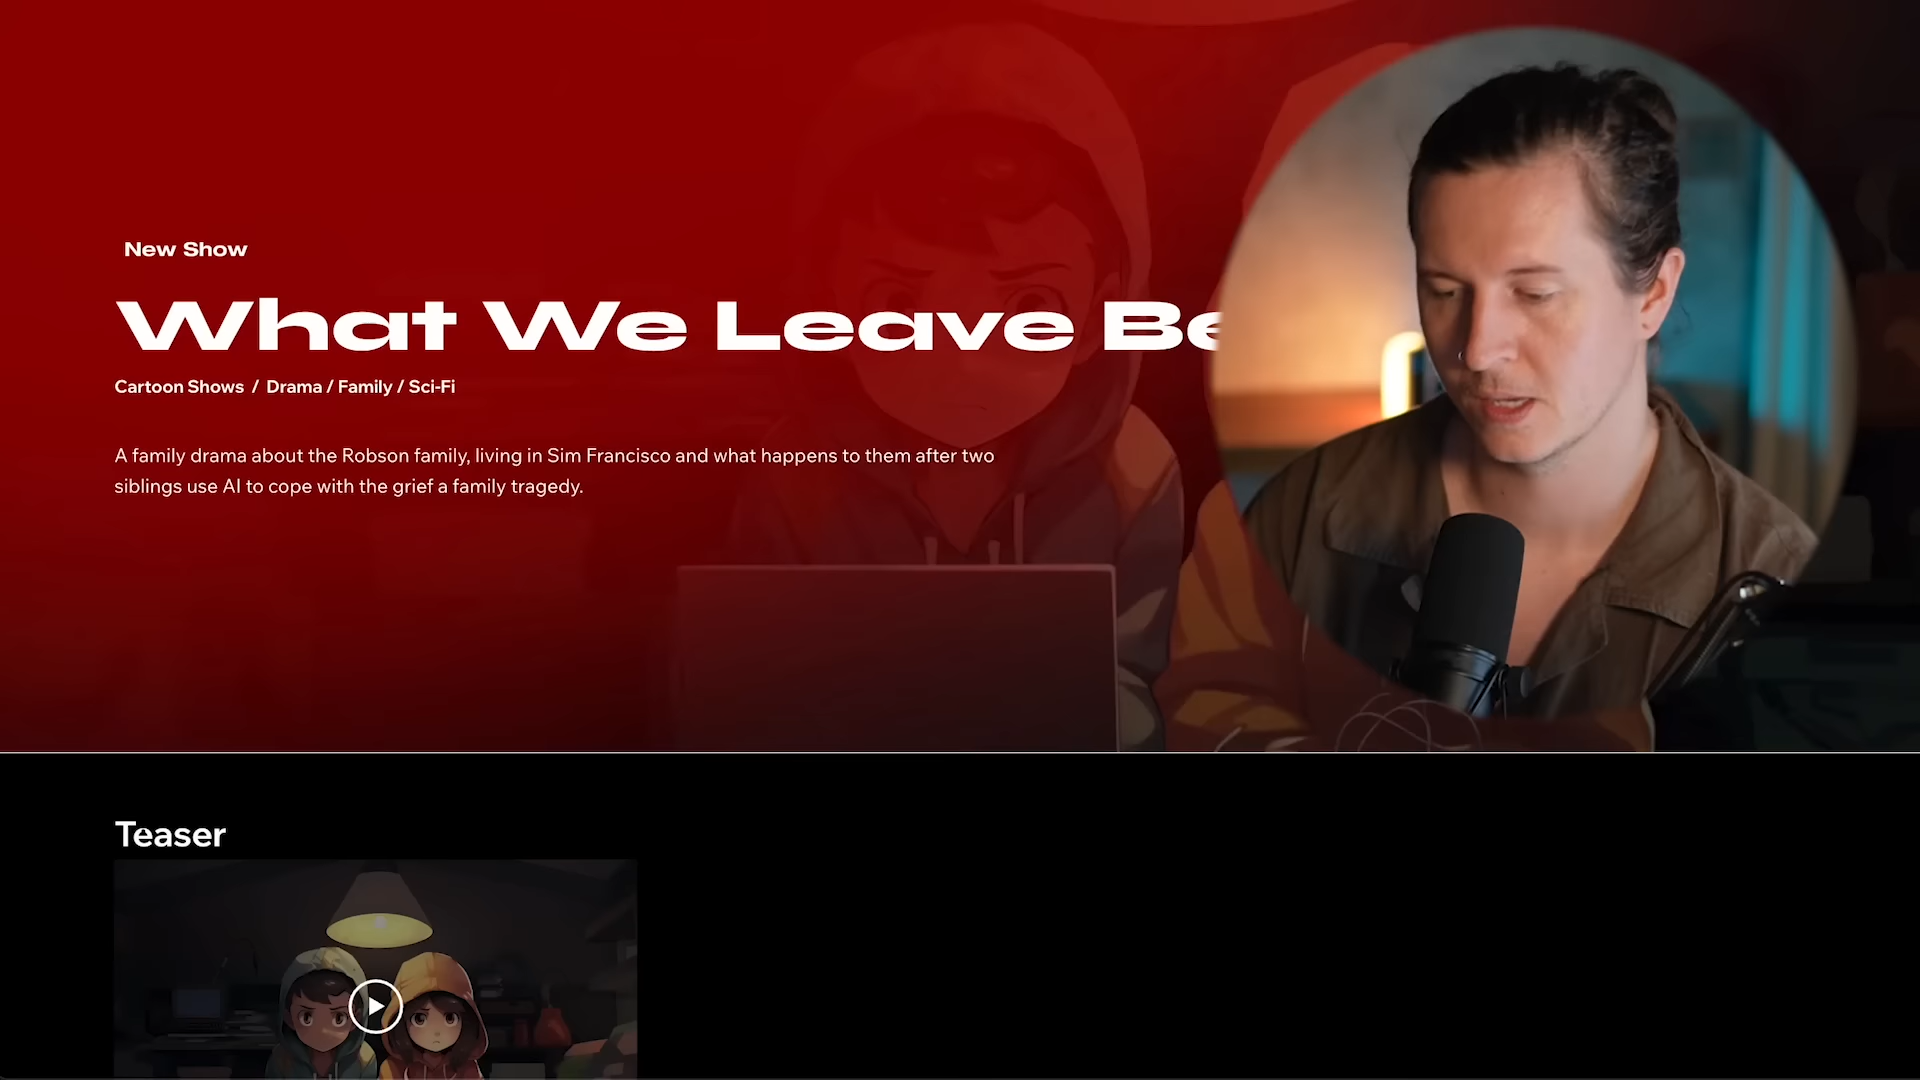 New Show
What We Leave Be
Cartoon Shows / Drama / Family / Sci-Fi
A family drama about the Robson family, living in Sim Francisco and what happens to them after two
siblings use AI to cope with the grief a family tragedy.
Teaser